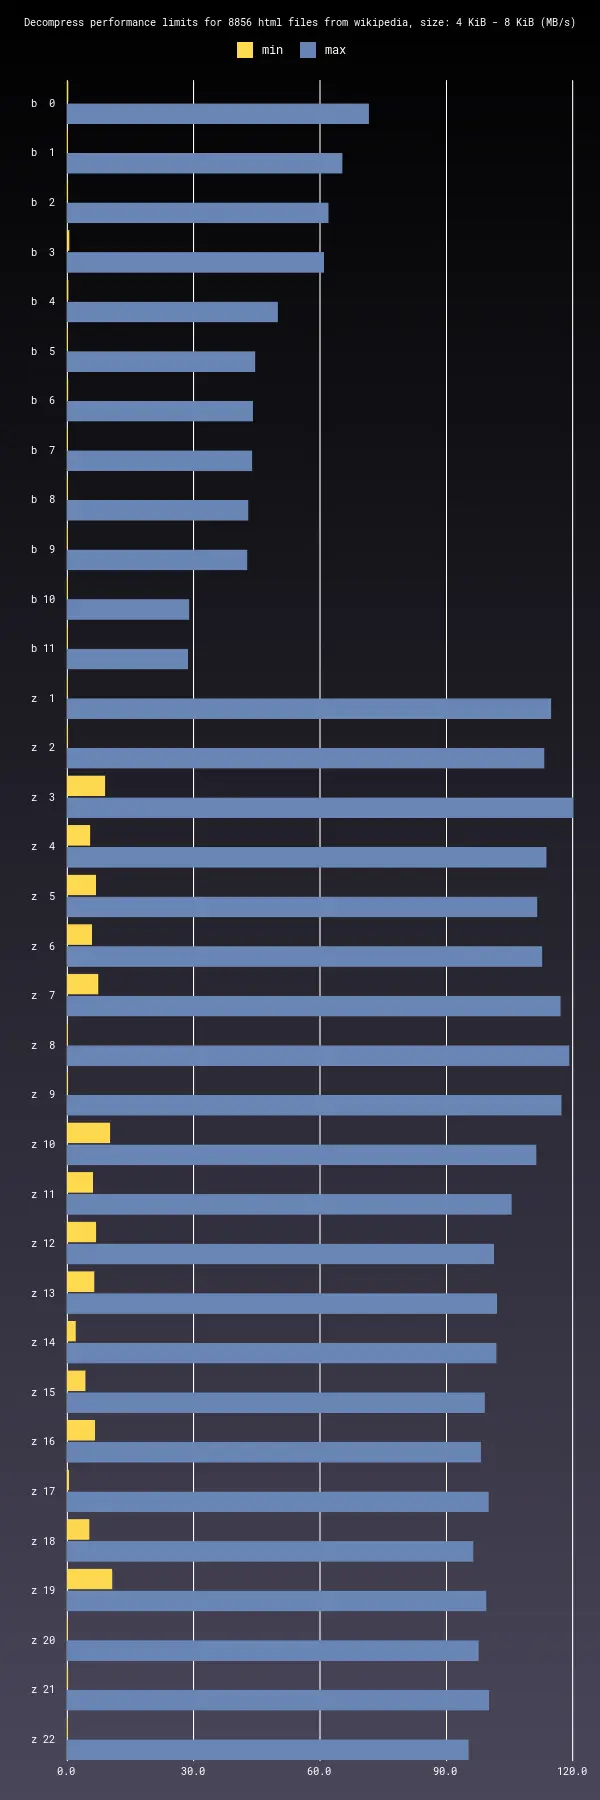 Decompress performance limits for 8856 html files from wikipedia, size: 4 KiB - 8 KiB (MB/s)
min max
b 0
b 1
b 2
b 3
b 4
b 5
b 6
b 7
b 8
b 9
b 10
b 11
z 1
z 2
z 3
z 4
z 5
z 6
z 7
z 8
z 9
z 10
z 11
z 12
z 13
z 14
z 15
z 16
z 17
z 18
z 19
z 20
z 21
z 22
0.0 30.0 60.0 90.0 120.0